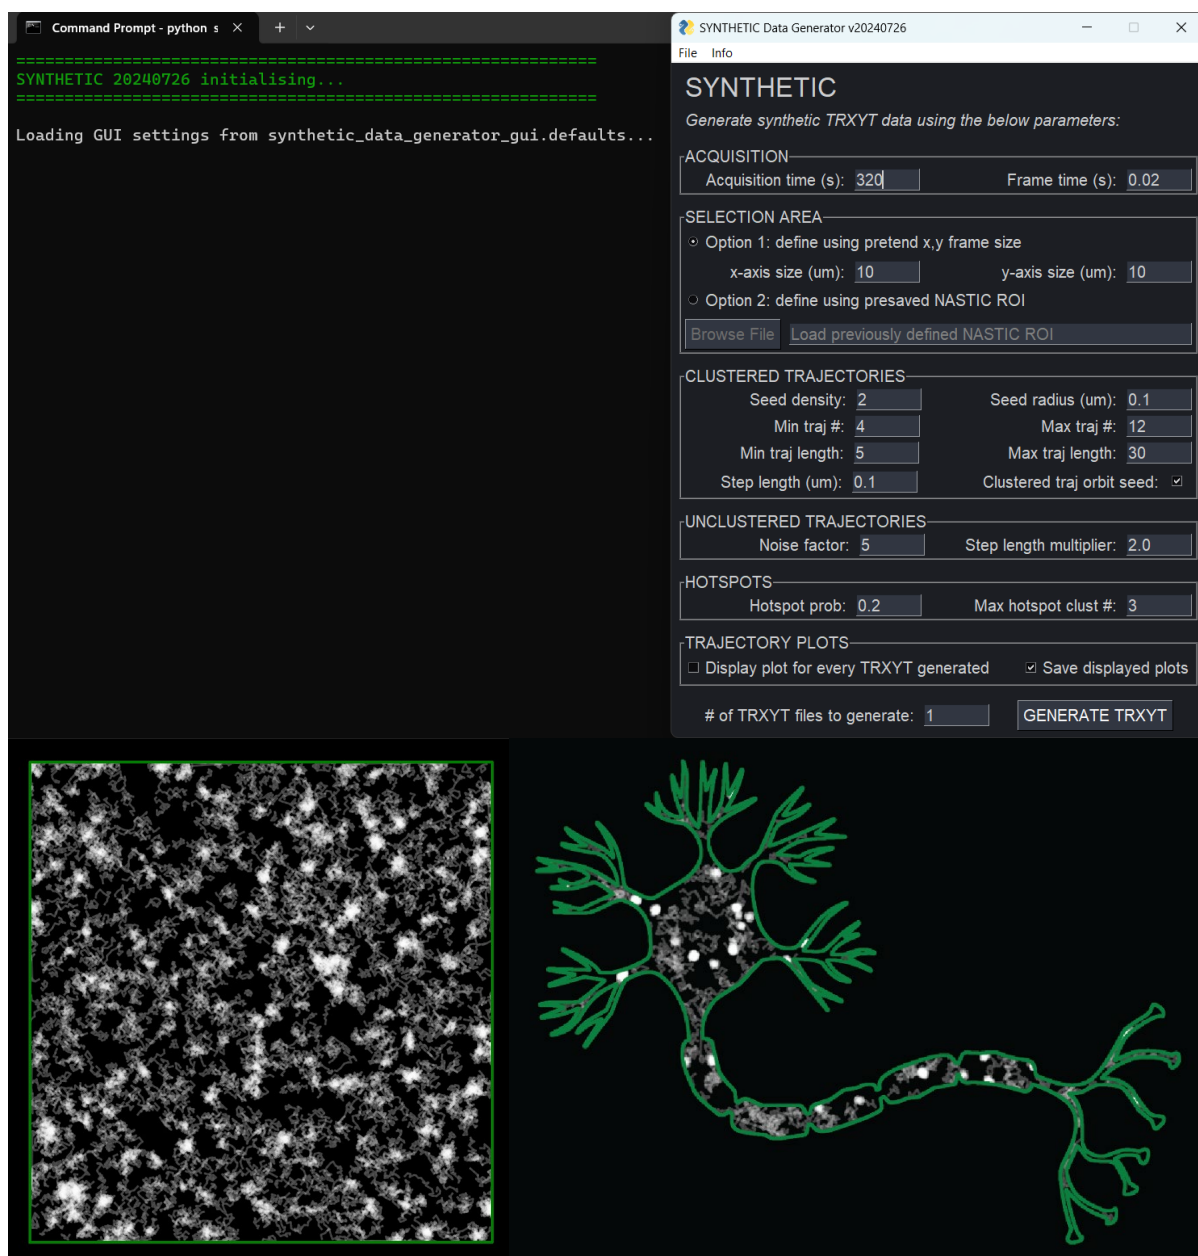 Command Prompt - python s
============================================================
SYNTHETIC 20240726 initialising...
============================================================
Loading GUI settings from synthetic_data_generator_gui.defaults...
SYNTHETIC Data Generator v20240726
File Info
SYNTHETIC
Generate synthetic TRXYT data using the below parameters:
ACQUISITION
Acquisition time (s): 320 Frame time (s): 0.02
SELECTION AREA
Option 1: define using pretend x,y frame size
x-axis size (um): 10 y-axis size (um): 10
Option 2: define using presaved NASTIC ROI
Browse File Load previously defined NASTIC ROI
CLUSTERED TRAJECTORIES
Seed density: 2 Seed radius (um): 0.1
Min traj #: 4 Max traj #: 12
Min traj length: 5 Max traj length: 30
Step length (um): 0.1 Clustered traj orbit seed:
UNCLUSTERED TRAJECTORIES
Noise factor: 5 Step length multiplier: 2.0
HOTSPOTS
Hotspot prob: 0.2 Max hotspot clust #: 3
TRAJECTORY PLOTS
Display plot for every TRXYT generated Save displayed plots
# of TRXYT files to generate: 1 GENERATE TRXYT